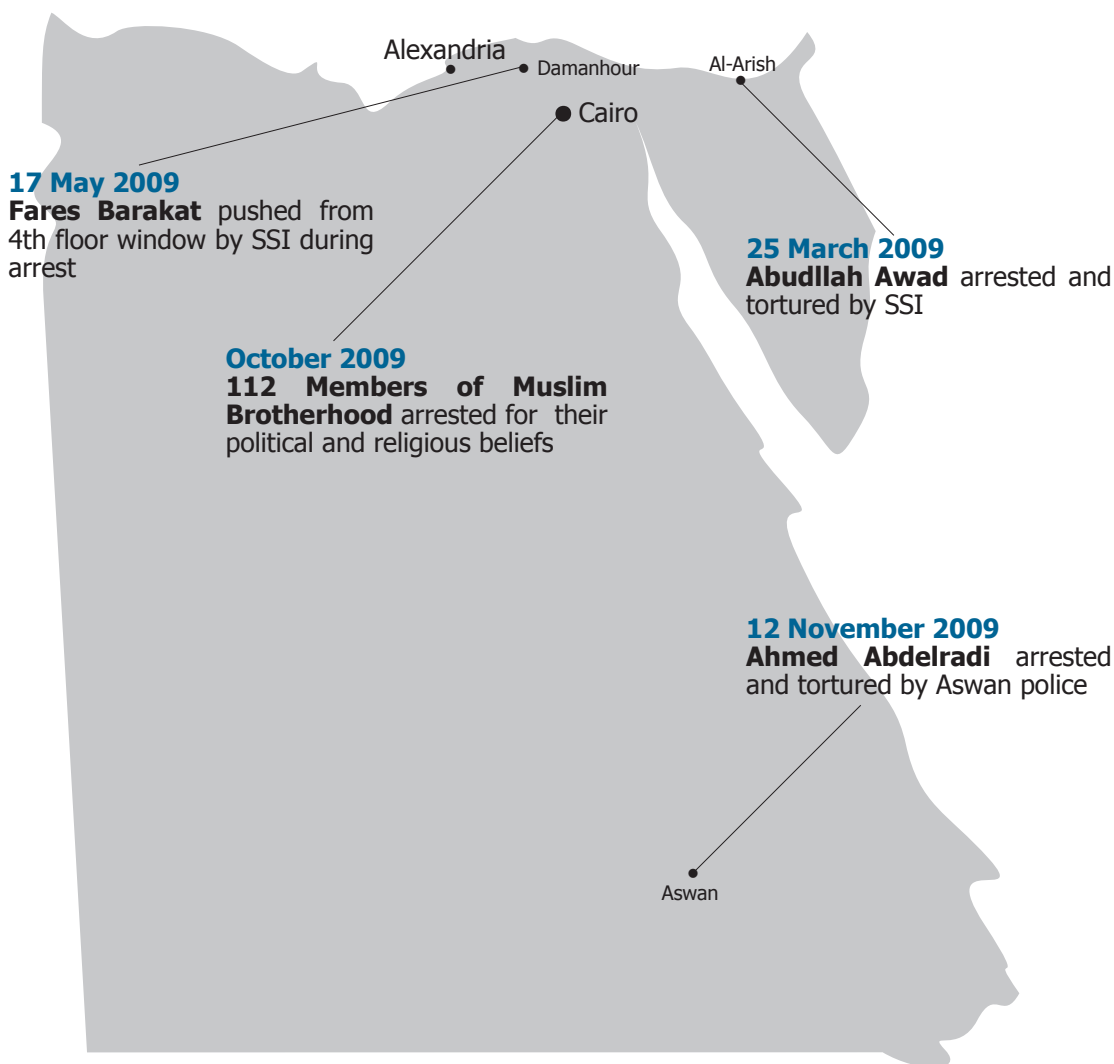 Alexandria
Damanhour
Al-Arish
Cairo
17 May 2009
Fares Barakat pushed from
4th floor window by SSI during
arrest
25 March 2009
Abudllah Awad arrested and
tortured by SSI
October 2009
112 Members of Muslim
Brotherhood arrested for their
political and religious beliefs
12 November 2009
Ahmed Abdelradi arrested
and tortured by Aswan police
Aswan